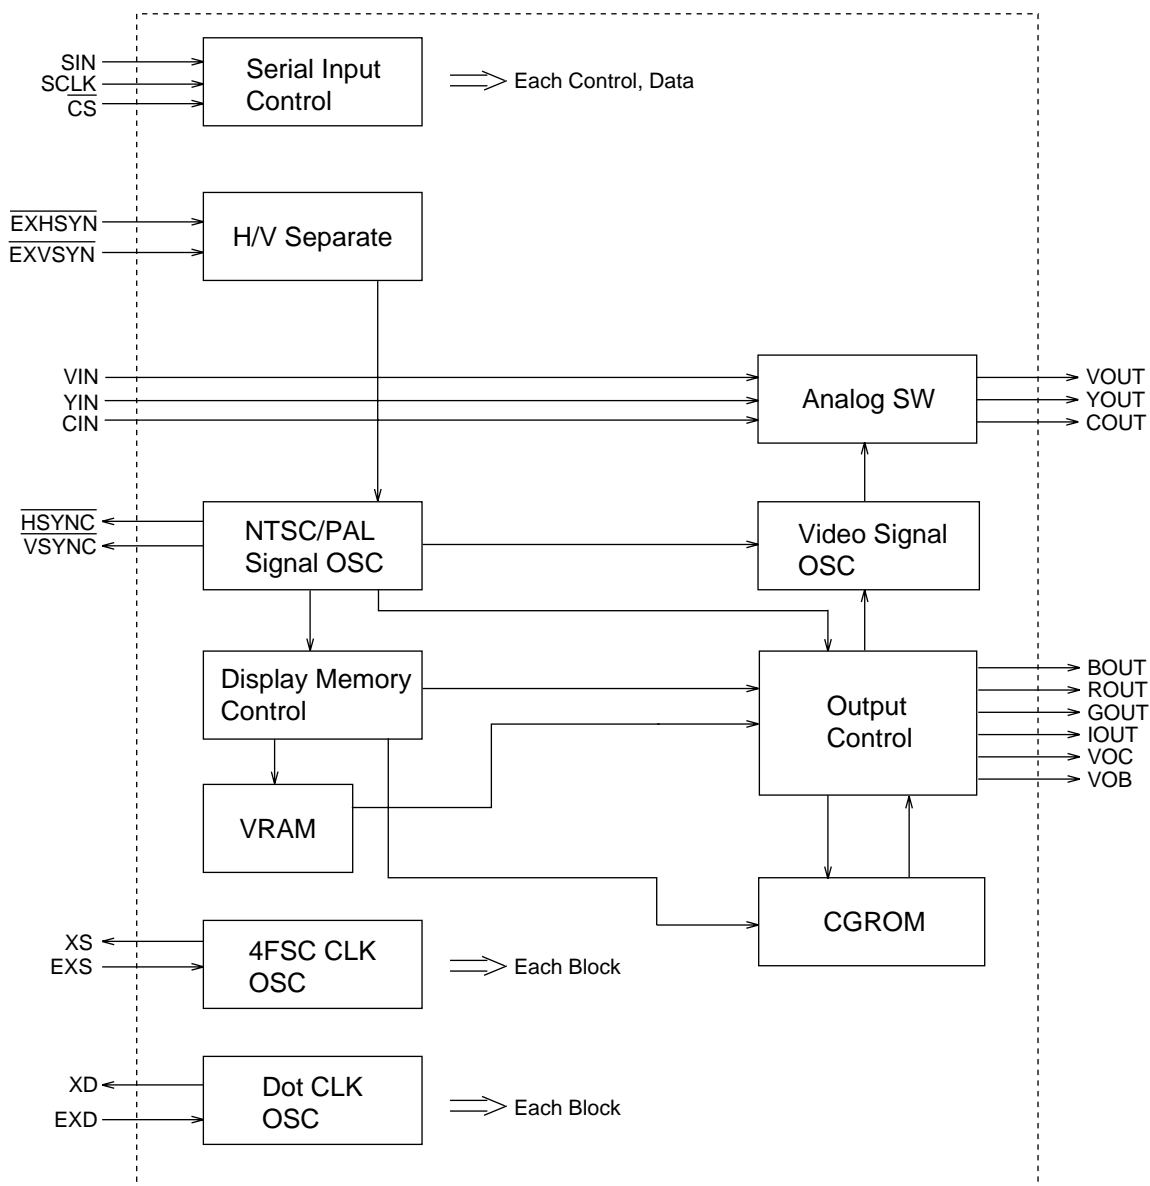 SIN
SCLK
CS
Serial Input
Control
Each Control, Data
EXHSYN
EXVSYN
H/V Separate
VIN
YIN
CIN
Analog SW
VOUT
YOUT
COUT
HSYNC
VSYNC
NTSC/PAL
Signal OSC
Video Signal
OSC
Display Memory
Control
Output
Control
BOUT
ROUT
GOUT
IOUT
VOC
VOB
VRAM
CGROM
XS
EXS
4FSC CLK
OSC
Each Block
XD
EXD
Dot CLK
OSC
Each Block